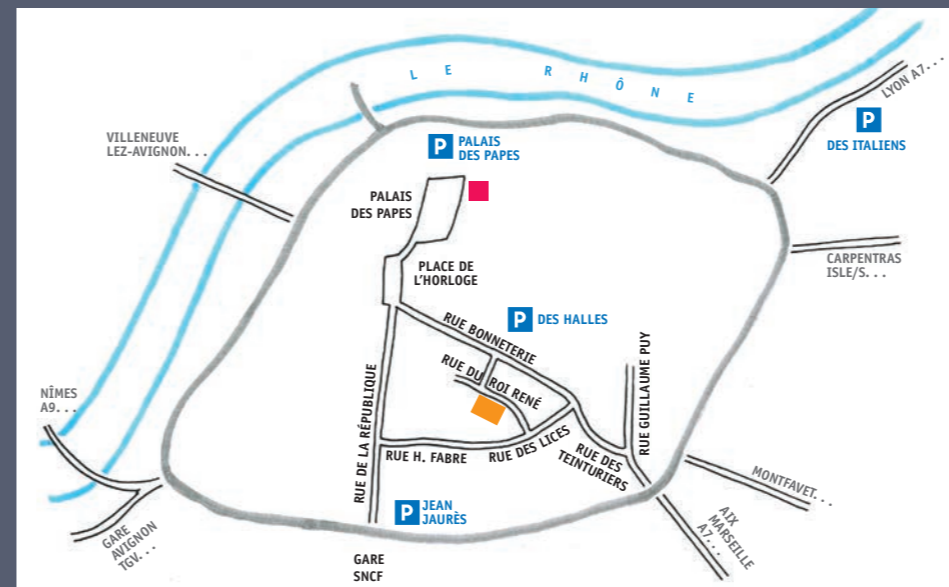 LE RHÔNE
LYON A7...
P
DES ITALIENS
VILLENEUVE
LEZ-AVIGNON...
P PALAIS
DES PAPES
PALAIS
DES PAPES
CARPENTRAS
ISLE/S...
PLACE DE
L'HORLOGE
P DES HALLES
RUE BONNETERIE
RUE GUILLAUME PUY
RUE DU ROI RENÉ
NÎMES
A9...
RUE DE LA RÉPUBLIQUE
RUE H. FABRE
RUE DES LICES
RUE DES
TEINTURIERS
MONTFAVET...
P JEAN
JAURÈS
GARE
AVIGNON
TGV...
AIX
MARSEILLE
A7...
GARE
SNCF